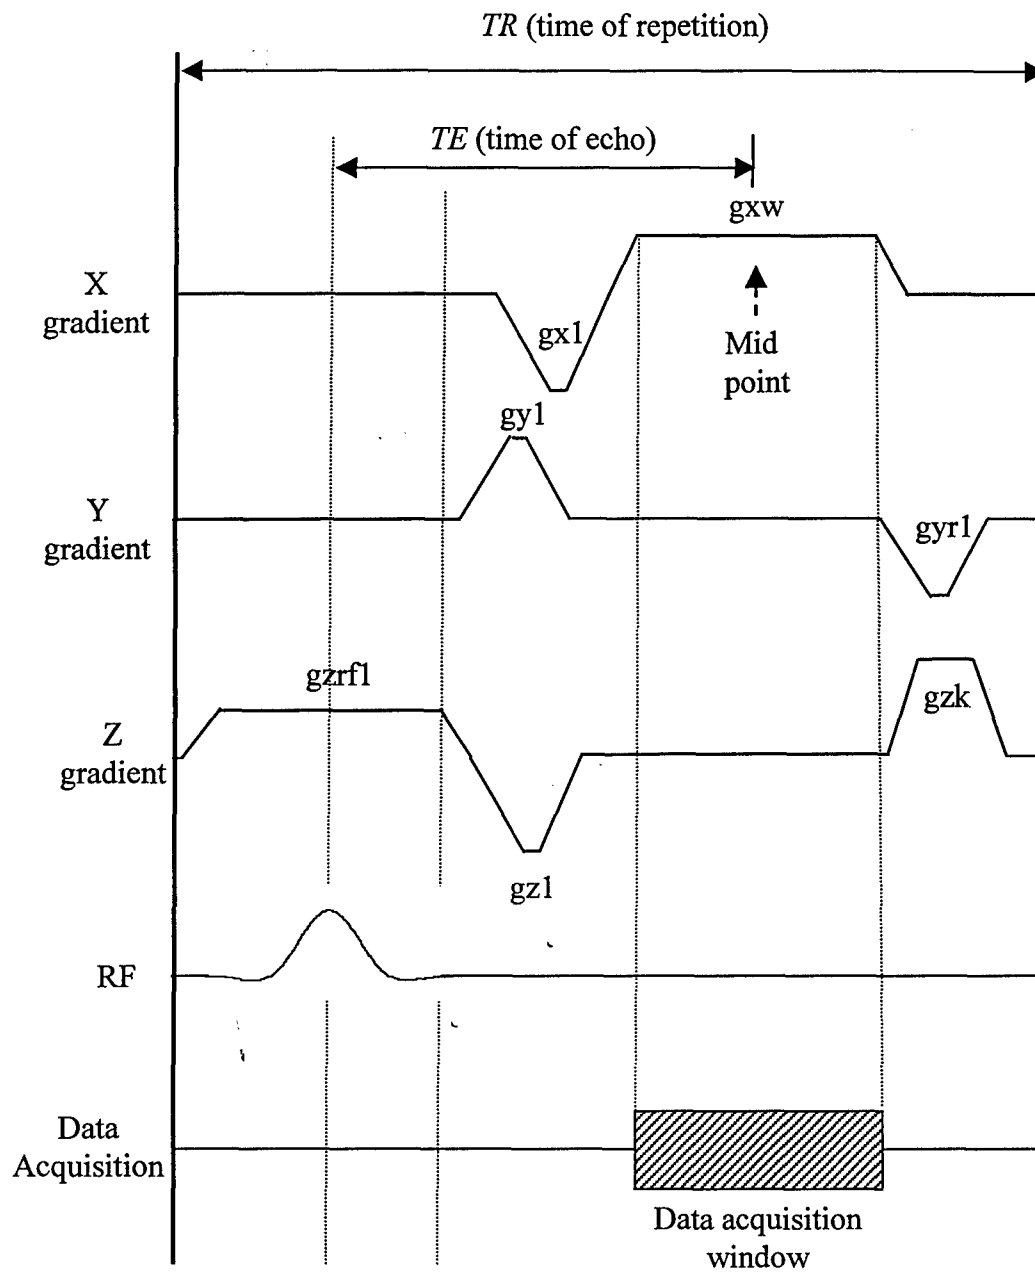 TR (time of repetition)
TE (time of echo)
gxw
X
gradient
gx1
Mid
point
gy1
Y
gradient
gyr1
gzrf1
Z
gradient
gzk
gz1
RF
Data
Acquisition
Data acquisition
window